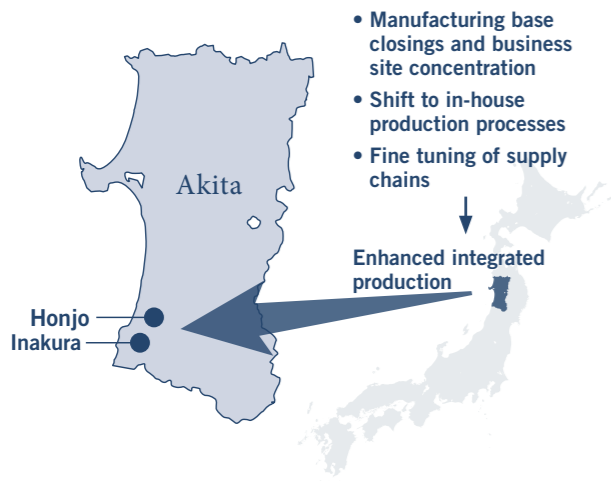 • Manufacturing base
closings and business
site concentration
• Shift to in-house
production processes
• Fine tuning of supply
chains
Akita
Enhanced integrated
production
Honjo
Inakura